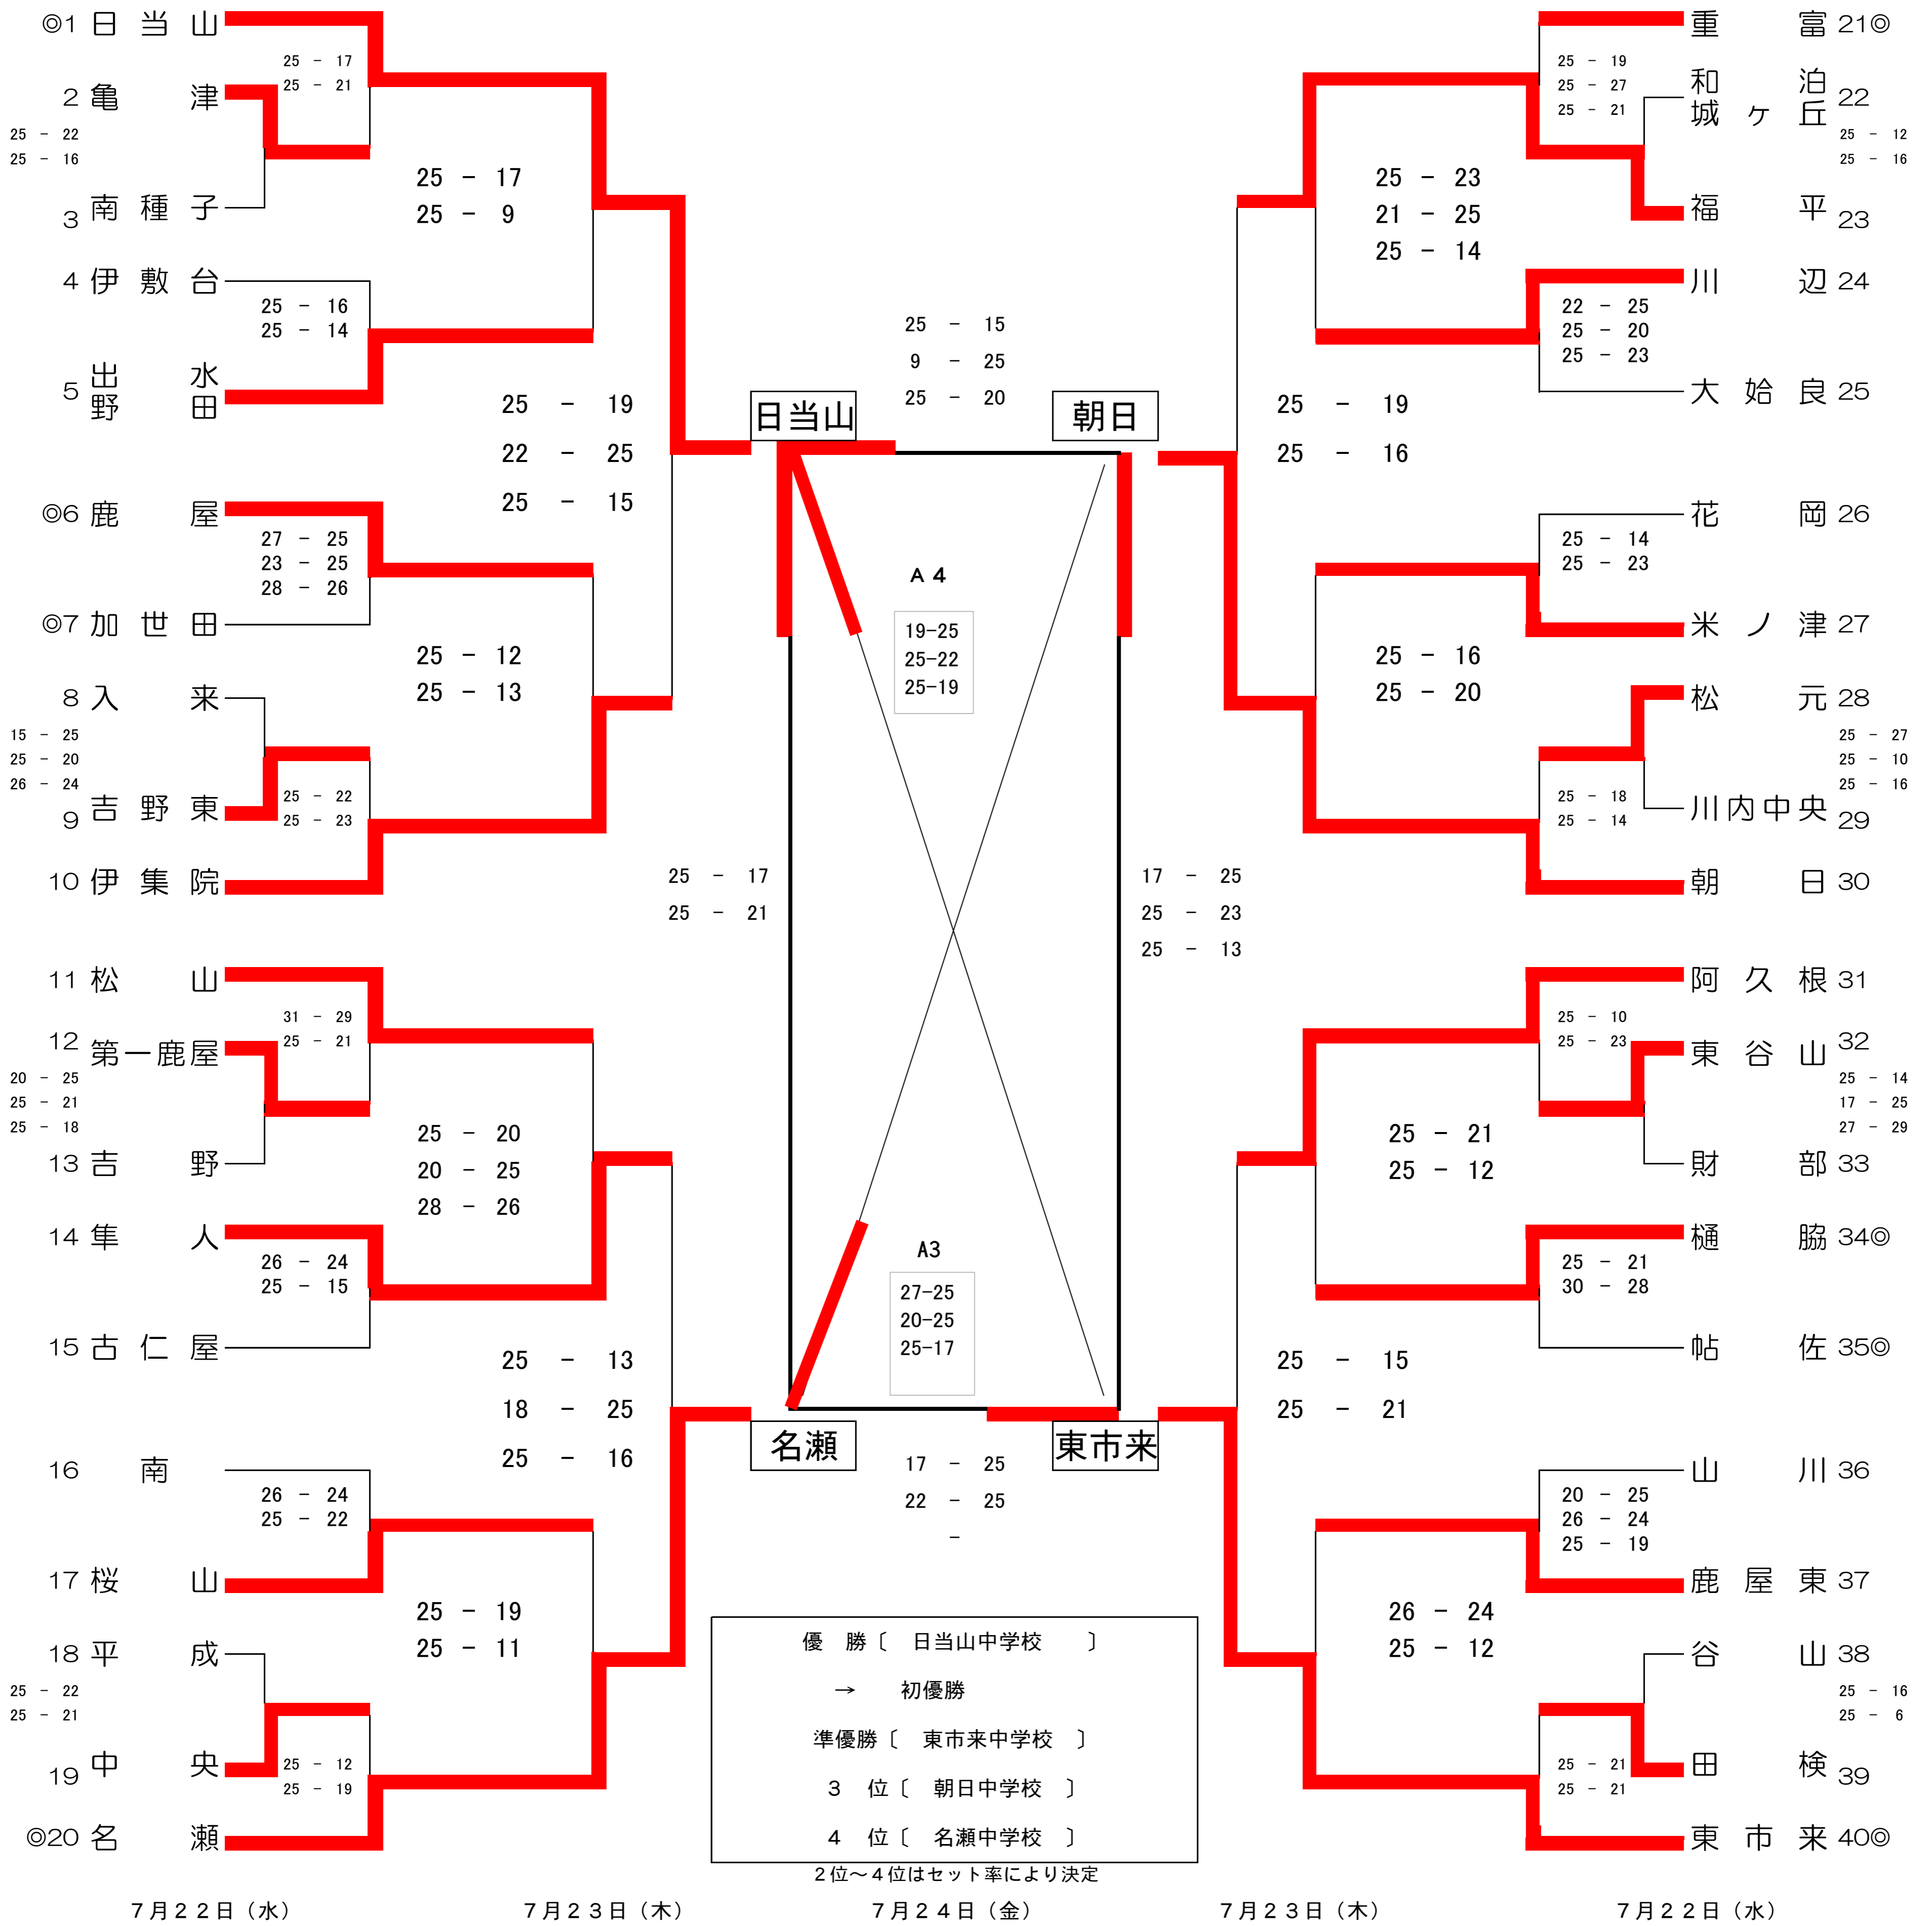 ◎1 日当山
25 － 17
25 － 21
2 亀津
25 － 22
25 － 16
3 南種子
25 － 17
25 － 9
4 伊敷台
25 － 16
25 － 14
5 出水
野田
25 － 19
22 － 25
25 － 15
◎6 鹿屋
27 － 25
23 － 25
28 － 26
◎7 加世田
25 － 12
25 － 13
8 入来
15 － 25
25 － 20
26 － 24
9 吉野東
25 － 22
25 － 23
10 伊集院
11 松山
31 － 29
25 － 21
12 第一鹿屋
20 － 25
25 － 21
25 － 18
13 吉野
25 － 20
20 － 25
28 － 26
14 隼人
26 － 24
25 － 15
15 古仁屋
25 － 13
18 － 25
25 － 16
16 南
26 － 24
25 － 22
17 桜山
25 － 19
25 － 11
18 平成
25 － 22
25 － 21
19 中央
25 － 12
25 － 19
◎20 名瀬
25 － 15
9 － 25
25 － 20
日当山
朝日
A 4
19-25
25-22
25-19
25 － 17
25 － 21
17 － 25
25 － 23
25 － 13
A3
27-25
20-25
25-17
名瀬
東市来
17 － 25
22 － 25
－
優　勝〔　日当山中学校　　〕
→　　初優勝
準優勝〔　東市来中学校　〕
３　位〔　朝日中学校　〕
４　位〔　名瀬中学校　〕
２位～４位はセット率により決定
重富 21◎
25 － 19
25 － 27
25 － 21
和泊
城ヶ丘 22
25 － 12
25 － 16
福平 23
25 － 23
21 － 25
25 － 14
川辺 24
22 － 25
25 － 20
25 － 23
大姶良 25
25 － 19
25 － 16
花岡 26
25 － 14
25 － 23
米ノ津 27
25 － 16
25 － 20
松元 28
25 － 27
25 － 10
25 － 16
川内中央 29
25 － 18
25 － 14
朝日 30
阿久根 31
25 － 10
25 － 23
東谷山 32
25 － 14
17 － 25
27 － 29
財部 33
25 － 21
25 － 12
樋脇 34◎
25 － 21
30 － 28
帖佐 35◎
25 － 15
25 － 21
山川 36
20 － 25
26 － 24
25 － 19
鹿屋東 37
26 － 24
25 － 12
谷山 38
25 － 16
25 － 6
田検 39
25 － 21
25 － 21
東市来 40◎
７月２２日（水）
７月２３日（木）
７月２４日（金）
７月２３日（木）
７月２２日（水）